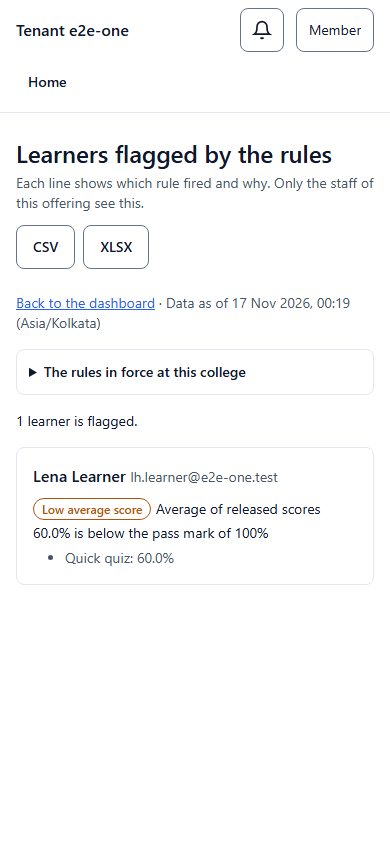 Tenant e2e-one
Member
Home
Learners flagged by the rules
Each line shows which rule fired and why. Only the staff of
this offering see this.
CSV
XLSX
Back to the dashboard · Data as of 17 Nov 2026, 00:19
(Asia/Kolkata)
▶ The rules in force at this college
1 learner is flagged.
Lena Learner lh.learner@e2e-one.test
Low average score Average of released scores
60.0% is below the pass mark of 100%
• Quick quiz: 60.0%